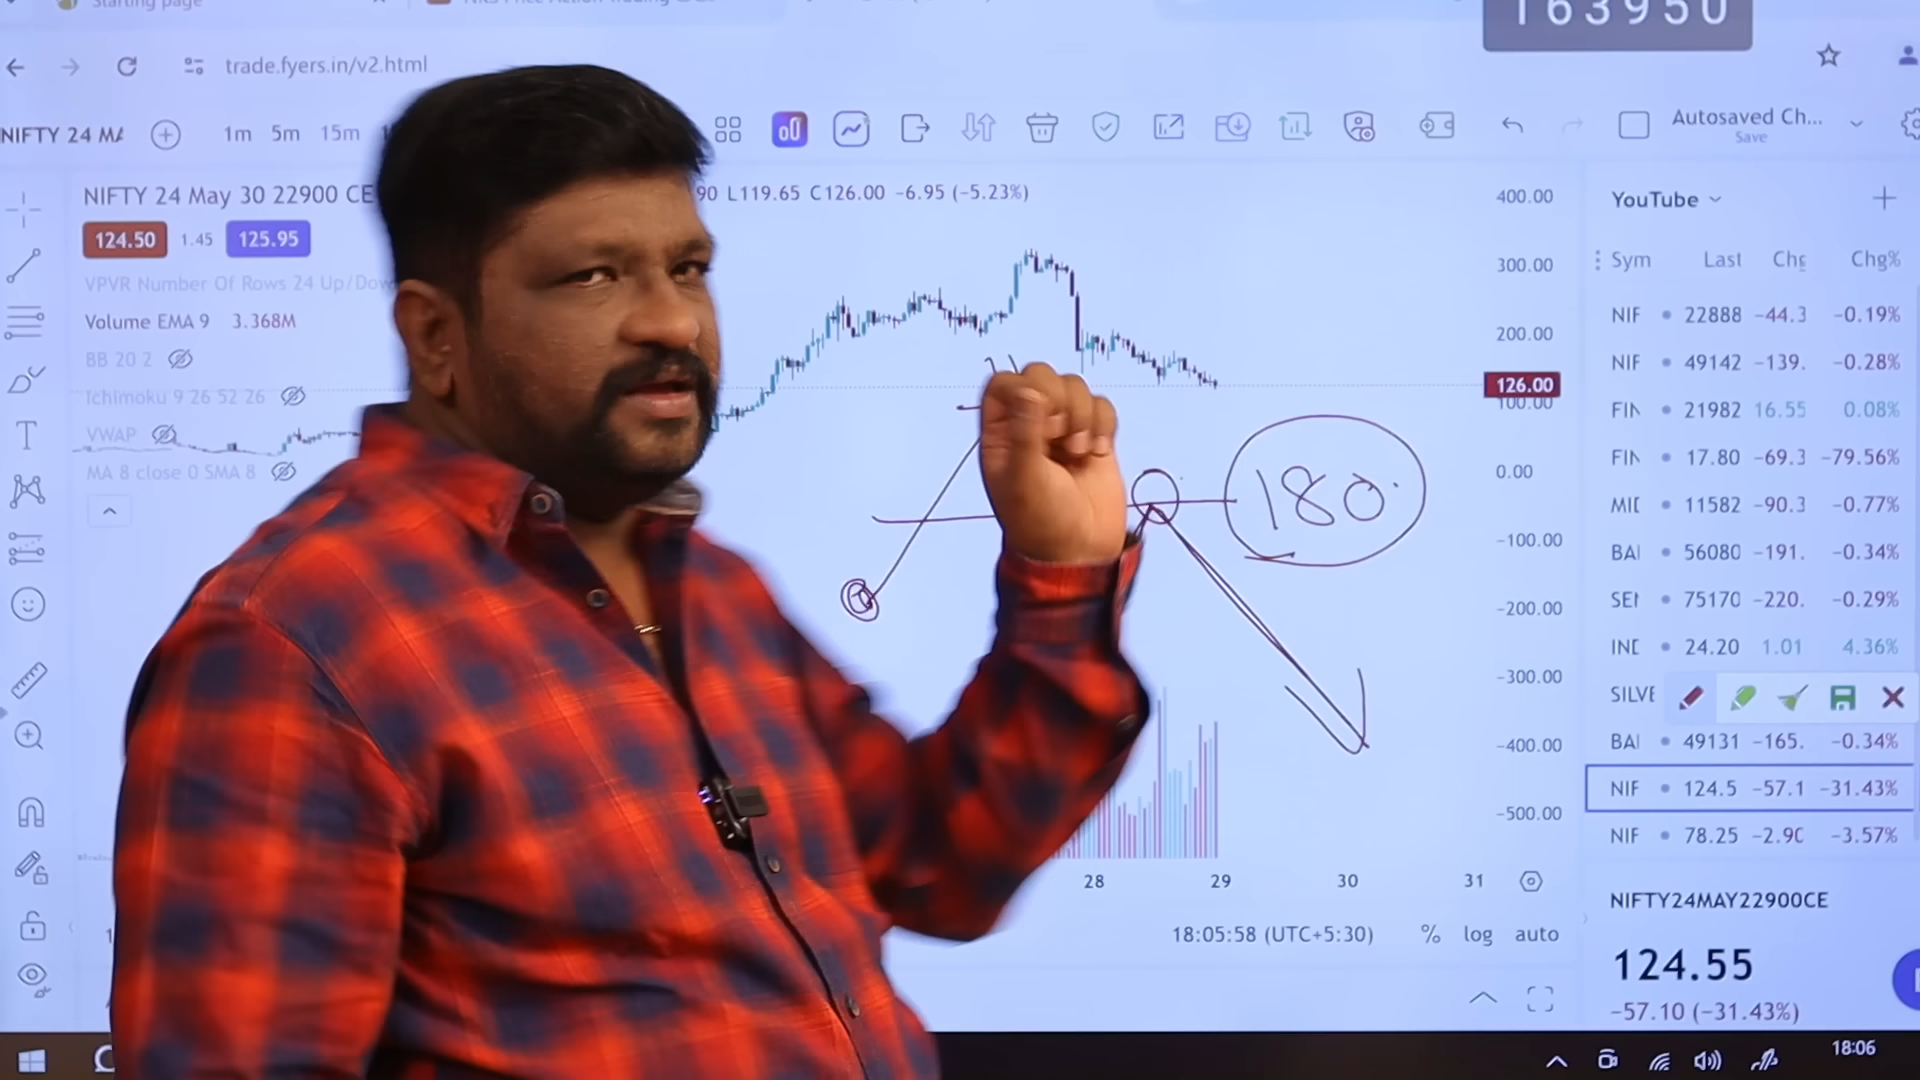 Starting page
163950
trade.fyers.in/v2.html
NIFTY 24 MA
1m 5m 15m
Autosaved Ch...
Save
NIFTY 24 May 30 22900 CE
90 L119.65 C126.00 −6.95 (−5.23%)
124.50 1.45 125.95
VPVR Number Of Rows 24 Up/Dow
Volume EMA 9 3.368M
BB 20 2
Ichimoku 9 26 52 26
VWAP
MA 8 close 0 SMA 8
400.00
300.00
200.00
126.00
100.00
0.00
−100.00
−200.00
−300.00
−400.00
−500.00
180
28 29 30 31
18:05:58 (UTC+5:30) % log auto
YouTube
Sym Last Chg Chg%
NIF 22888 −44.3 −0.19%
NIF 49142 −139. −0.28%
FIN 21982 16.55 0.08%
FIN 17.80 −69.3 −79.56%
MID 11582 −90.3 −0.77%
BAI 56080 −191. −0.34%
SEI 75170 −220. −0.29%
IND 24.20 1.01 4.36%
SILVE
BAI 49131 −165. −0.34%
NIF 124.5 −57.1 −31.43%
NIF 78.25 −2.90 −3.57%
NIFTY24MAY22900CE
124.55
−57.10 (−31.43%)
18:06